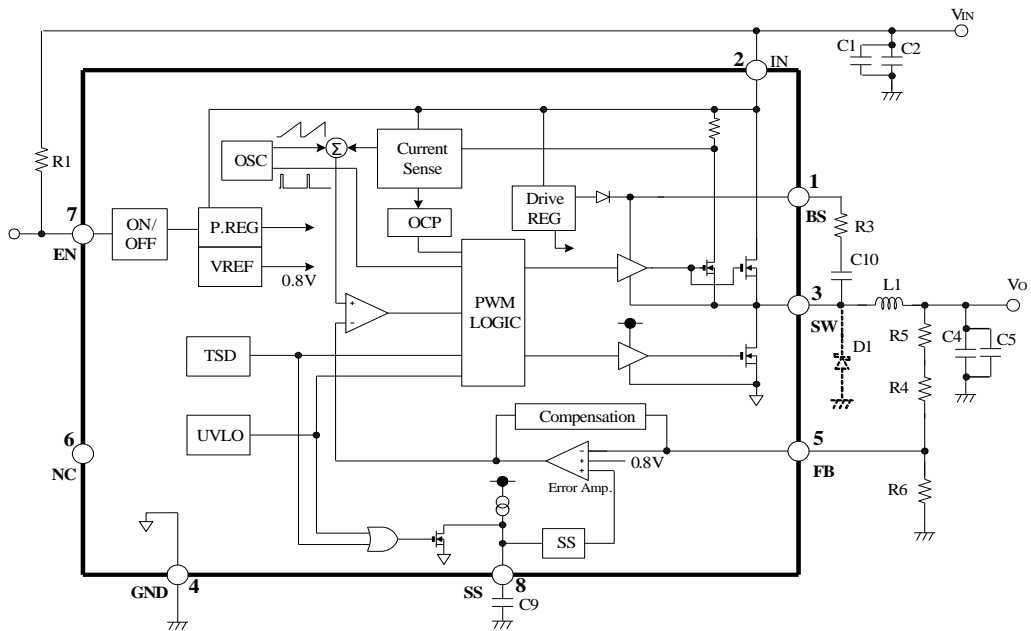 VIN
C1
C2
2
IN
R1
OSC
Σ
Current
Sense
1
BS
Drive
REG
7
EN
ON/
OFF
P.REG
OCP
R3
VREF
0.8V
C10
L1
VO
PWM
LOGIC
3
SW
+
−
R5
C4
C5
D1
TSD
R4
Compensation
6
NC
UVLO
−
+
+
0.8V
5
FB
Error Amp.
R6
SS
GND
4
SS
8
C9